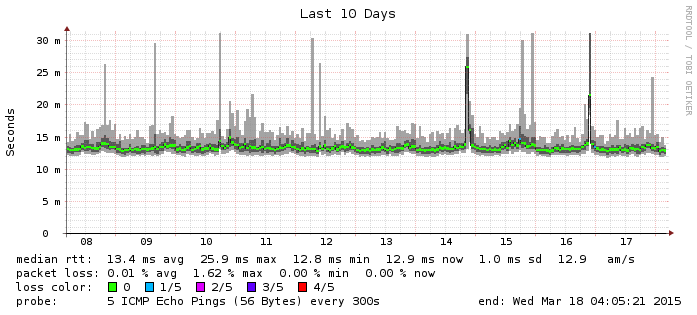 Last 10 Days
RRDTOOL / TOBI OETIKER
Seconds
30 m
25 m
20 m
15 m
10 m
5 m
0
08 09 10 11 12 13 14 15 16 17
median rtt: 13.4 ms avg 25.9 ms max 12.8 ms min 12.9 ms now 1.0 ms sd 12.9 am/s
packet loss: 0.01 % avg 1.62 % max 0.00 % min 0.00 % now
loss color: 0 1/5 2/5 3/5 4/5
probe: 5 ICMP Echo Pings (56 Bytes) every 300s end: Wed Mar 18 04:05:21 2015